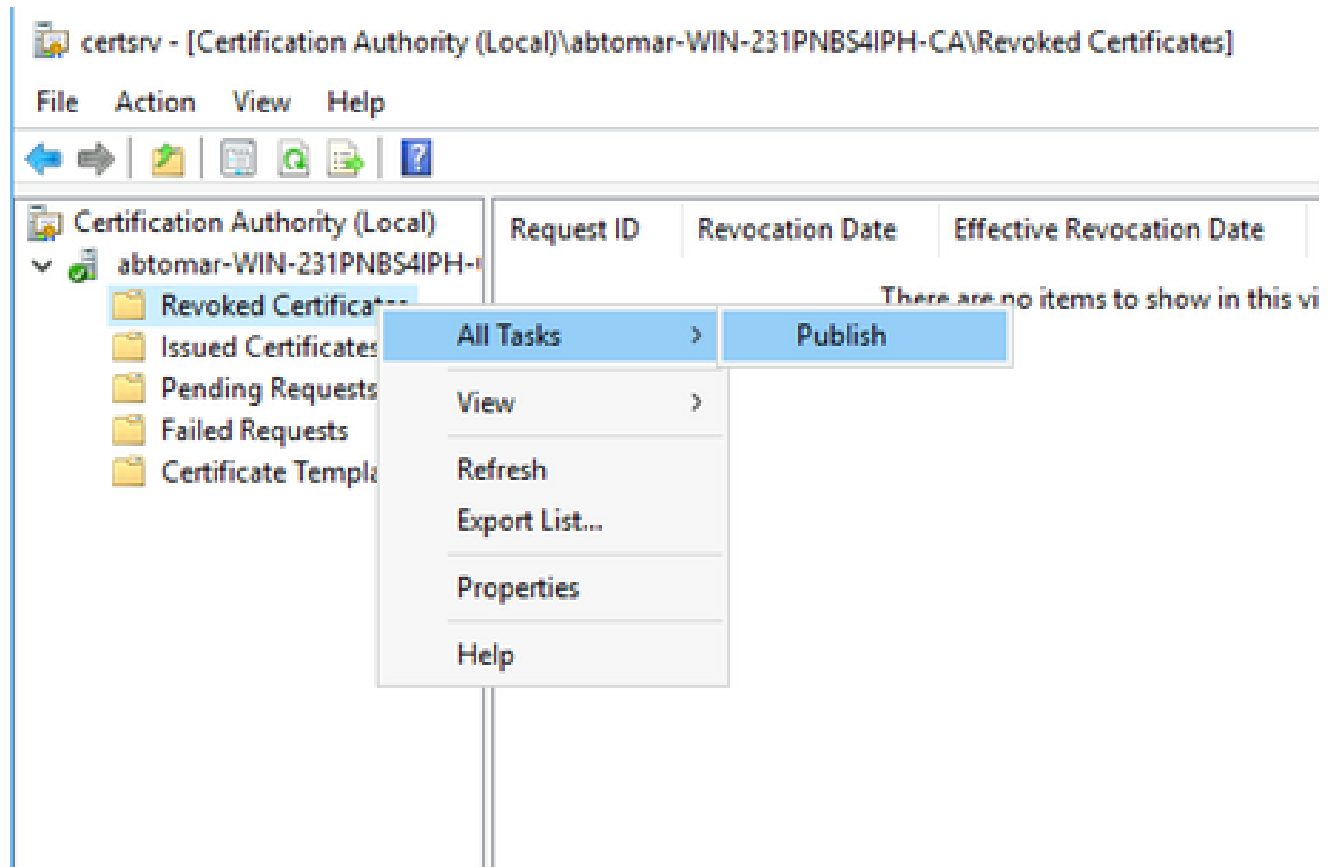 certsrv - [Certification Authority (Local)\abtomar-WIN-231PNBS4IPH-CA\Revoked Certificates]
File Action View Help
Certification Authority (Local)
abtomar-WIN-231PNBS4IPH-
Revoked Certificates
Issued Certificates
Pending Requests
Failed Requests
Certificate Templa
Request ID Revocation Date Effective Revocation Date
There are no items to show in this vi
All Tasks > Publish
View >
Refresh
Export List...
Properties
Help